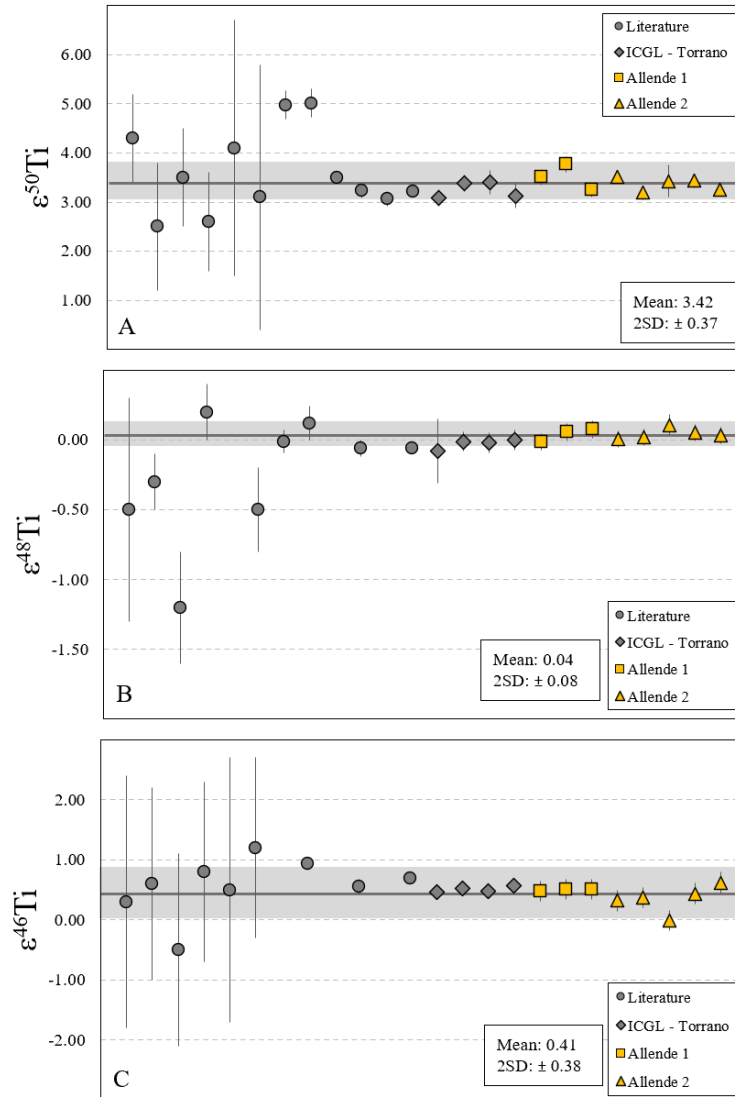 6.00
5.00
4.00
3.00
2.00
1.00
ε⁵⁰Ti
Literature
ICGL - Torrano
Allende 1
Allende 2
Mean: 3.42
2SD: ± 0.37
A
0.00
-0.50
-1.00
-1.50
ε⁴⁸Ti
Literature
ICGL - Torrano
Allende 1
Allende 2
Mean: 0.04
2SD: ± 0.08
B
2.00
1.00
0.00
-1.00
-2.00
ε⁴⁶Ti
Literature
ICGL - Torrano
Allende 1
Allende 2
Mean: 0.41
2SD: ± 0.38
C